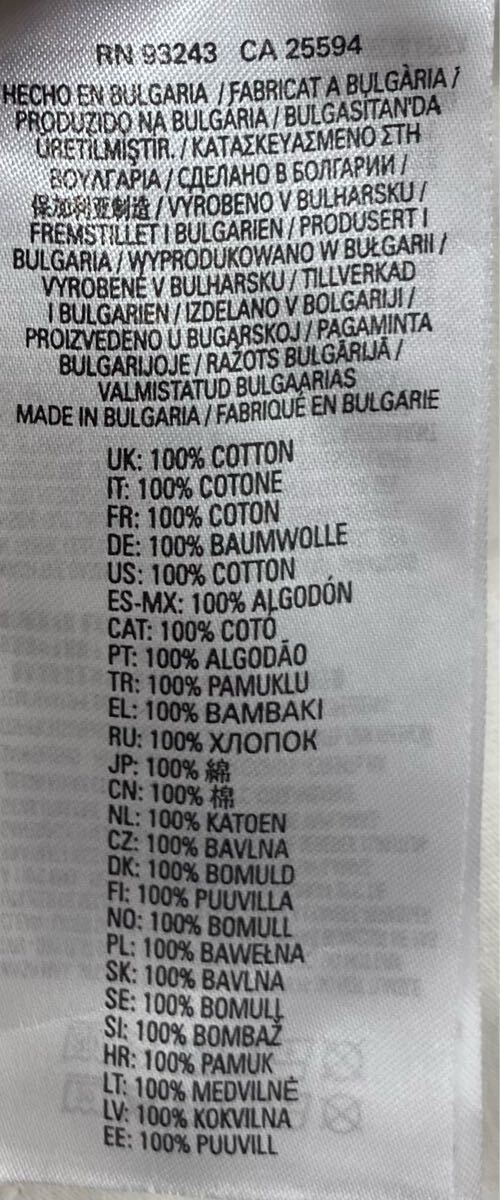 RN 93243 CA 25594
HECHO EN BULGARIA / FABRICAT A BULGÀRIA /
PRODUZIDO NA BULGÁRIA / BULGASİTAN'DA
ÜRETILMIŞTIR. / ΚΑΤΑΣΚΕΥΑΣΜΕΝΟ ΣΤΗ
ΒΟΥΛΓΑΡΙΑ / СДЕЛАНО В БОЛГАРИИ /
保加利亚制造 / VYROBENO V BULHARSKU /
FREMSTILLET I BULGARIEN / PRODUSERT I
BULGARIA / WYPRODUKOWANO W BUŁGARII /
VYROBENÉ V BULHARSKU / TILLVERKAD
I BULGARIEN / IZDELANO V BOLGARIJI /
PROIZVEDENO U BUGARSKOJ / PAGAMINTA
BULGARIJOJE / RAŽOTS BULGĀRIJĀ /
VALMISTATUD BULGAARIAS
MADE IN BULGARIA / FABRIQUÉ EN BULGARIE
UK: 100% COTTON
IT: 100% COTONE
FR: 100% COTON
DE: 100% BAUMWOLLE
US: 100% COTTON
ES-MX: 100% ALGODÓN
CAT: 100% COTÓ
PT: 100% ALGODÃO
TR: 100% PAMUKLU
EL: 100% ΒΑΜΒΑΚΙ
RU: 100% ХЛОПОК
JP: 100% 綿
CN: 100% 棉
NL: 100% KATOEN
CZ: 100% BAVLNA
DK: 100% BOMULD
FI: 100% PUUVILLA
NO: 100% BOMULL
PL: 100% BAWEŁNA
SK: 100% BAVLNA
SE: 100% BOMULL
SI: 100% BOMBAŽ
HR: 100% PAMUK
LT: 100% MEDVILNĖ
LV: 100% KOKVILNA
EE: 100% PUUVILL